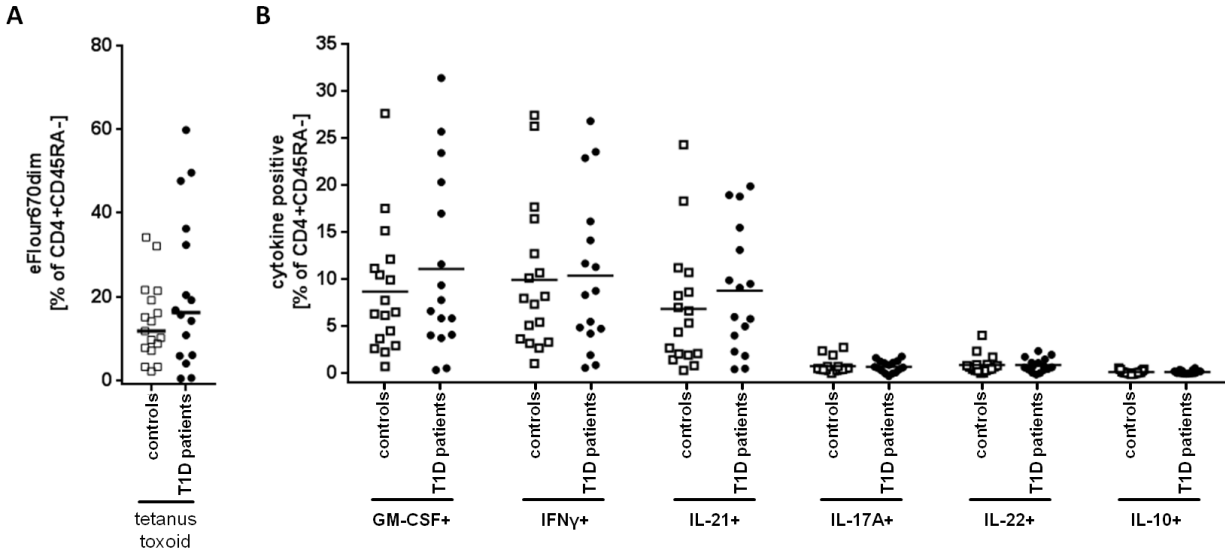 A
eFlour670dim
[% of CD4+CD45RA-]
80
60
40
20
0
controls
T1D patients
tetanus
toxoid
B
cytokine positive
[% of CD4+CD45RA-]
35
30
25
20
15
10
5
0
controls
T1D patients
GM-CSF+
controls
T1D patients
IFNγ+
controls
T1D patients
IL-21+
controls
T1D patients
IL-17A+
controls
T1D patients
IL-22+
controls
T1D patients
IL-10+